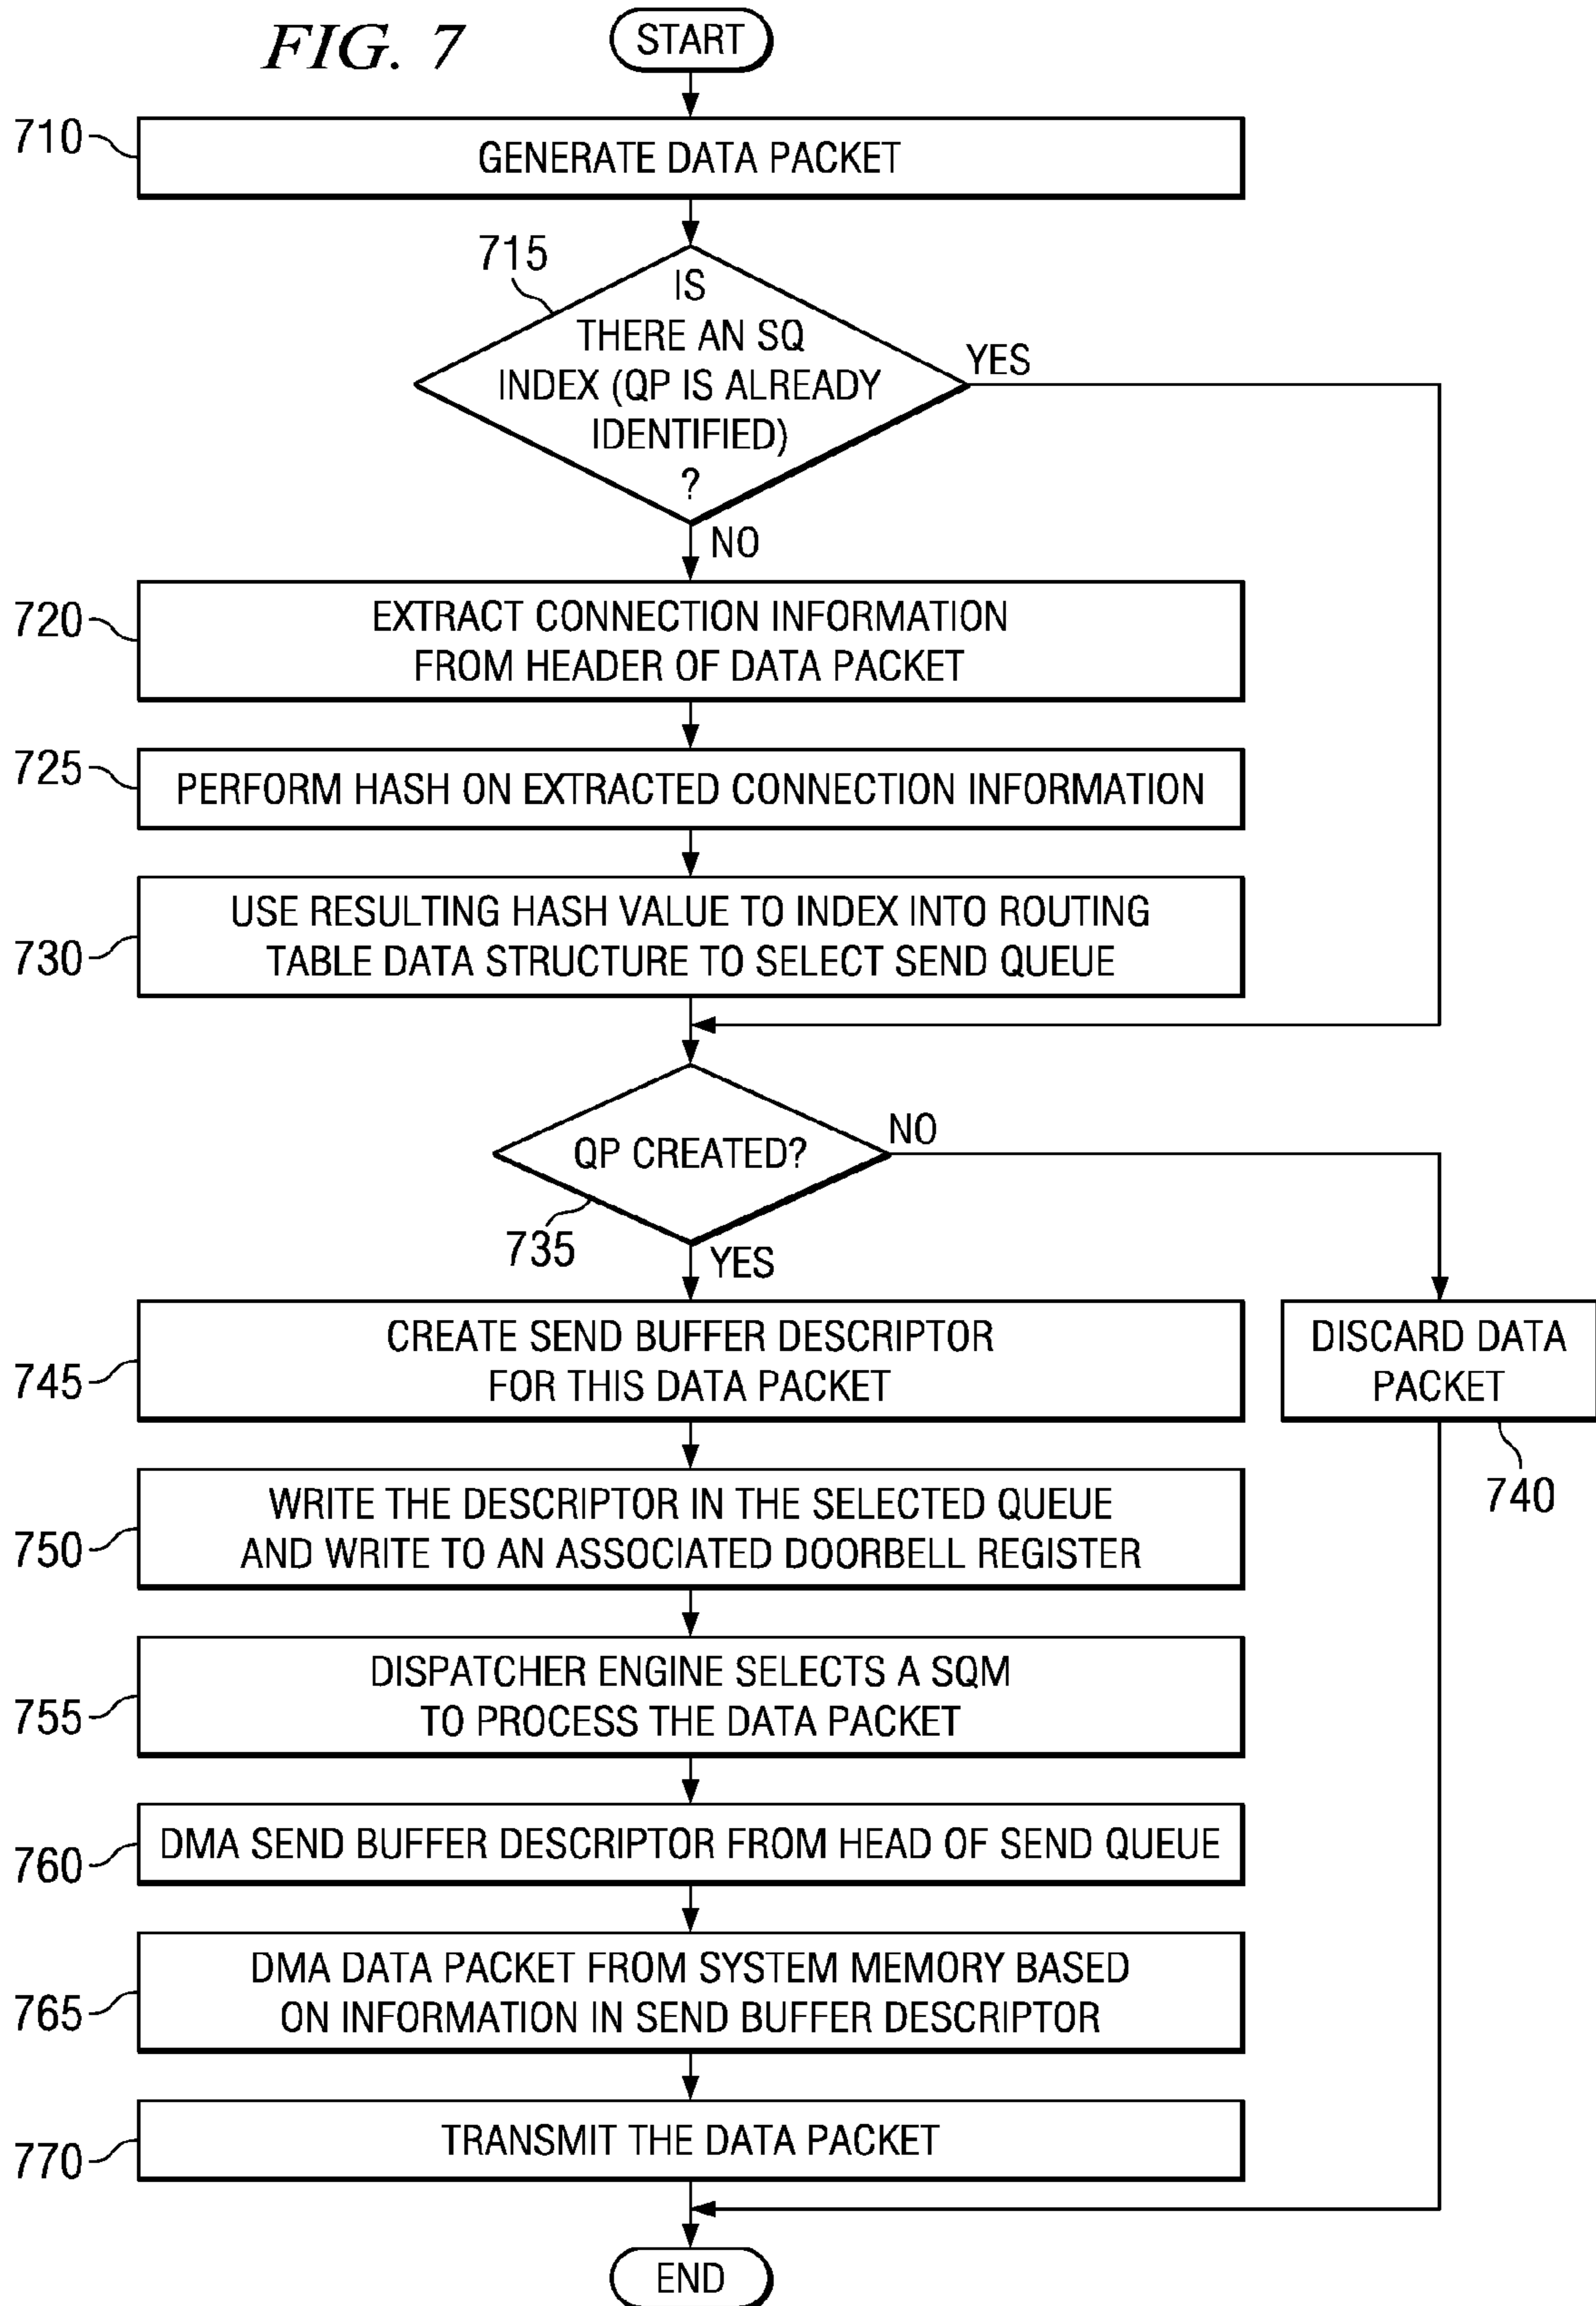 FIG. 7
START
710
GENERATE DATA PACKET
715
IS
THERE AN SQ
INDEX (QP IS ALREADY
IDENTIFIED)
?
YES
NO
720
EXTRACT CONNECTION INFORMATION
FROM HEADER OF DATA PACKET
725
PERFORM HASH ON EXTRACTED CONNECTION INFORMATION
730
USE RESULTING HASH VALUE TO INDEX INTO ROUTING
TABLE DATA STRUCTURE TO SELECT SEND QUEUE
QP CREATED?
NO
735
YES
745
CREATE SEND BUFFER DESCRIPTOR
FOR THIS DATA PACKET
DISCARD DATA
PACKET
740
750
WRITE THE DESCRIPTOR IN THE SELECTED QUEUE
AND WRITE TO AN ASSOCIATED DOORBELL REGISTER
755
DISPATCHER ENGINE SELECTS A SQM
TO PROCESS THE DATA PACKET
760
DMA SEND BUFFER DESCRIPTOR FROM HEAD OF SEND QUEUE
765
DMA DATA PACKET FROM SYSTEM MEMORY BASED
ON INFORMATION IN SEND BUFFER DESCRIPTOR
770
TRANSMIT THE DATA PACKET
END